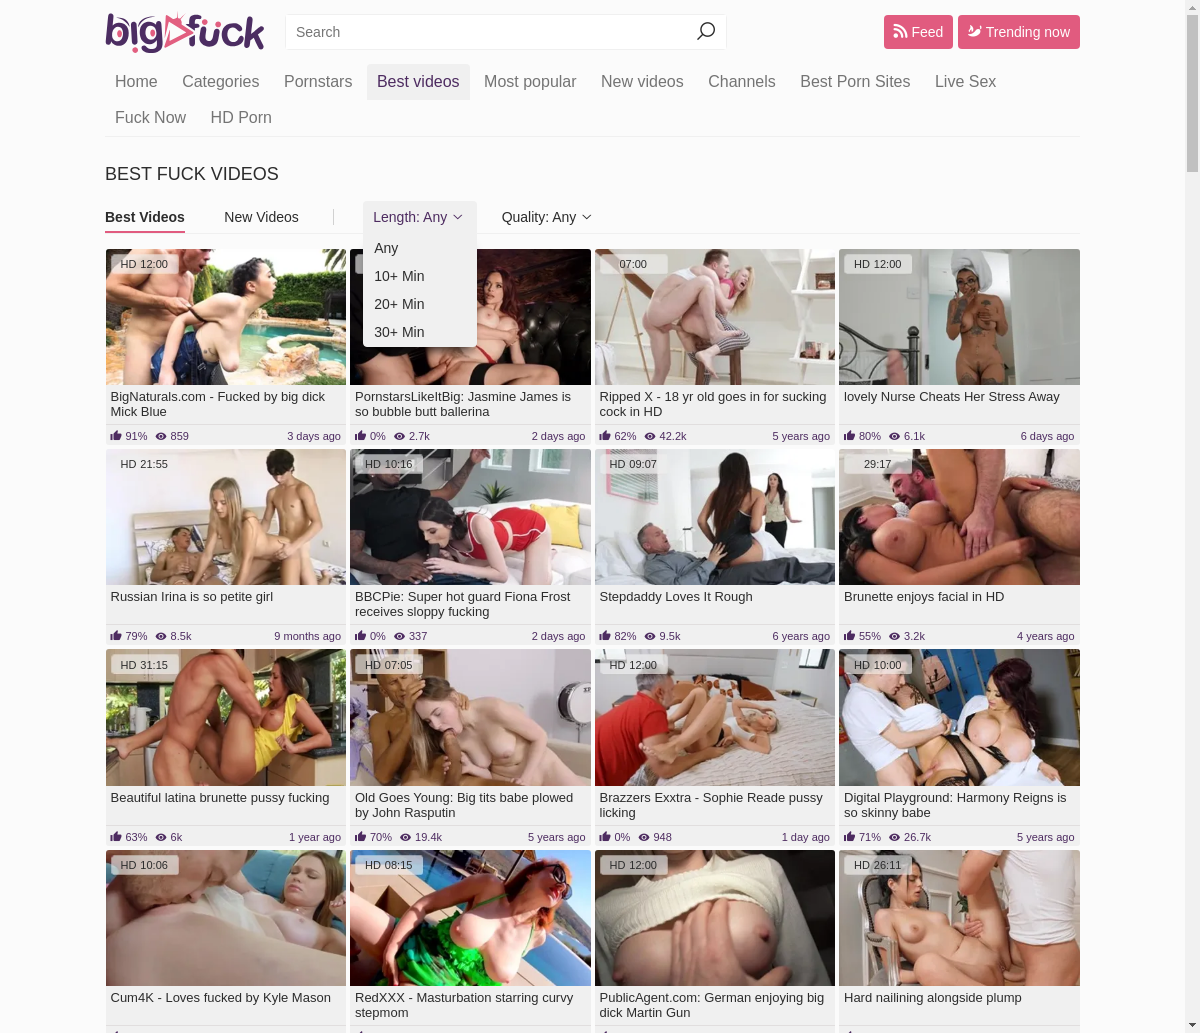 bigfuck
Search
Feed
Trending now
Home
Categories
Pornstars
Best videos
Most popular
New videos
Channels
Best Porn Sites
Live Sex
Fuck Now
HD Porn
BEST FUCK VIDEOS
Best Videos
New Videos
Length: Any
Quality: Any
Any
10+ Min
20+ Min
30+ Min
HD 12:00
07:00
HD 12:00
BigNaturals.com - Fucked by big dick
Mick Blue
91% 859 3 days ago
PornstarsLikeItBig: Jasmine James is
so bubble butt ballerina
0% 2.7k 2 days ago
Ripped X - 18 yr old goes in for sucking
cock in HD
62% 42.2k 5 years ago
lovely Nurse Cheats Her Stress Away
80% 6.1k 6 days ago
HD 21:55
HD 10:16
HD 09:07
29:17
Russian Irina is so petite girl
79% 8.5k 9 months ago
BBCPie: Super hot guard Fiona Frost
receives sloppy fucking
0% 337 2 days ago
Stepdaddy Loves It Rough
82% 9.5k 6 years ago
Brunette enjoys facial in HD
55% 3.2k 4 years ago
HD 31:15
HD 07:05
HD 12:00
HD 10:00
Beautiful latina brunette pussy fucking
63% 6k 1 year ago
Old Goes Young: Big tits babe plowed
by John Rasputin
70% 19.4k 5 years ago
Brazzers Exxtra - Sophie Reade pussy
licking
0% 948 1 day ago
Digital Playground: Harmony Reigns is
so skinny babe
71% 26.7k 5 years ago
HD 10:06
HD 08:15
HD 12:00
HD 26:11
Cum4K - Loves fucked by Kyle Mason
RedXXX - Masturbation starring curvy
stepmom
PublicAgent.com: German enjoying big
dick Martin Gun
Hard nailining alongside plump